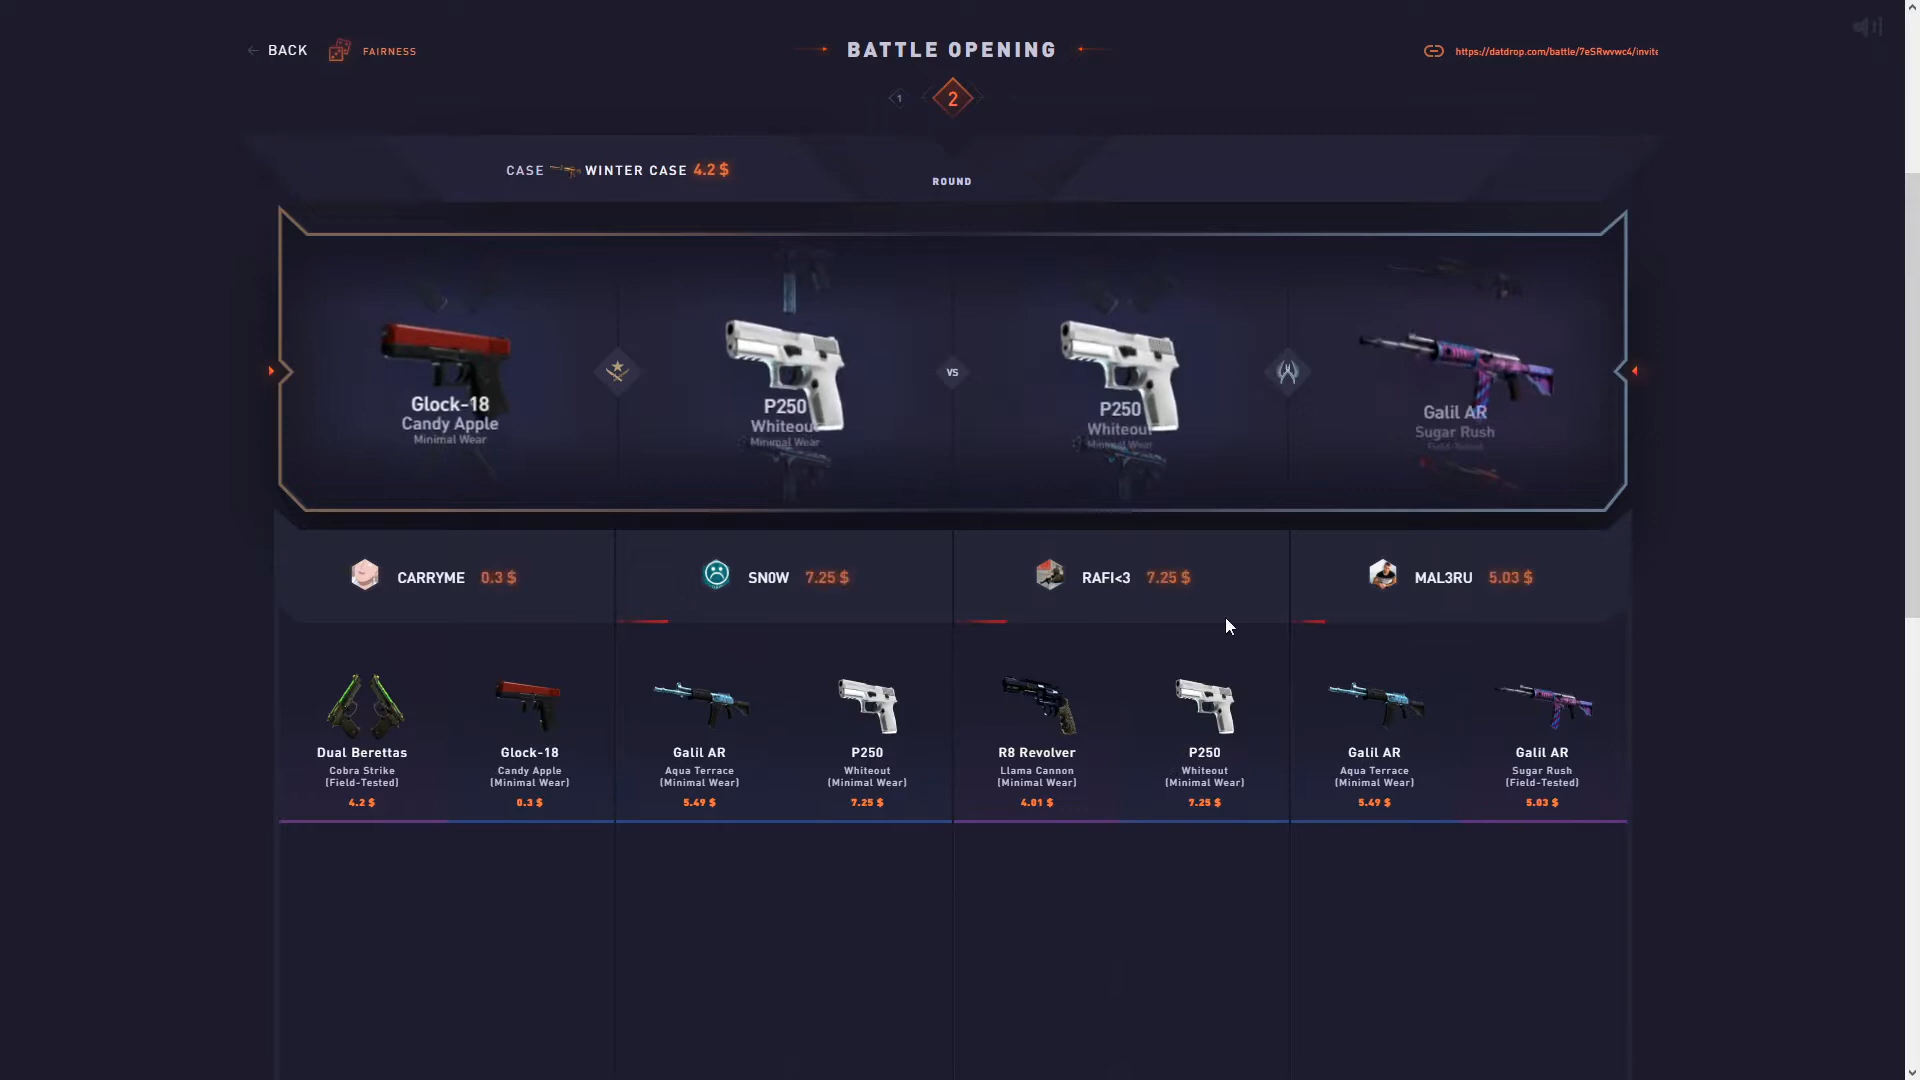 BACK
FAIRNESS
BATTLE OPENING
https://datdrop.com/battle/7eSRwvwc4/invite
1
2
CASE WINTER CASE 4.2 $
ROUND
Glock-18
Candy Apple
Minimal Wear
P250
Whiteout
Minimal Wear
VS
P250
Whiteout
Minimal Wear
Galil AR
Sugar Rush
Field-Tested
CARRYME 0.3 $
SN0W 7.25 $
RAFI<3 7.25 $
MAL3RU 5.03 $
Dual Berettas
Cobra Strike
(Field-Tested)
4.2 $
Glock-18
Candy Apple
(Minimal Wear)
0.3 $
Galil AR
Aqua Terrace
(Minimal Wear)
5.49 $
P250
Whiteout
(Minimal Wear)
7.25 $
R8 Revolver
Llama Cannon
(Minimal Wear)
4.01 $
P250
Whiteout
(Minimal Wear)
7.25 $
Galil AR
Aqua Terrace
(Minimal Wear)
5.49 $
Galil AR
Sugar Rush
(Field-Tested)
5.03 $